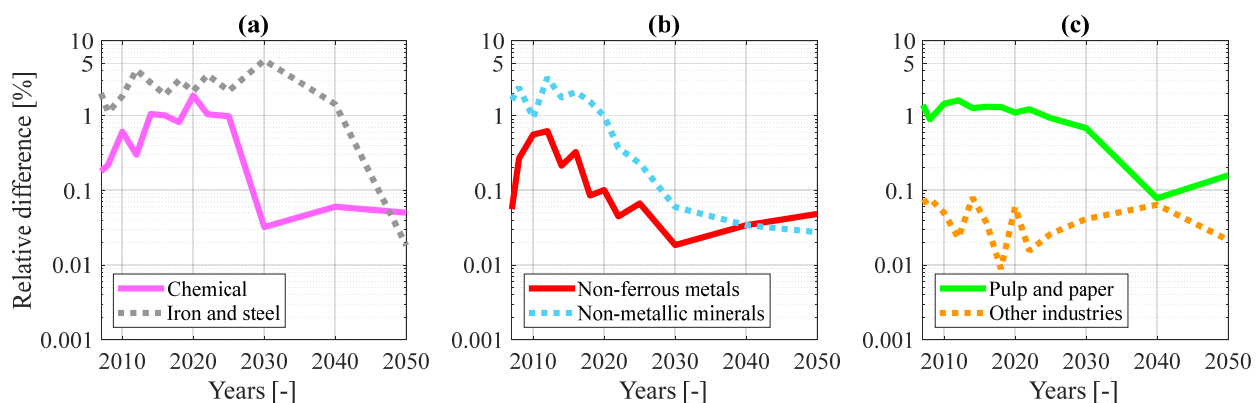 (a)
Relative difference [%]
10
5
1
0.1
0.01
0.001
Chemical
Iron and steel
2010 2020 2030 2040 2050
Years [-]
(b)
10
5
1
0.1
0.01
0.001
Non-ferrous metals
Non-metallic minerals
2010 2020 2030 2040 2050
Years [-]
(c)
10
5
1
0.1
0.01
0.001
Pulp and paper
Other industries
2010 2020 2030 2040 2050
Years [-]